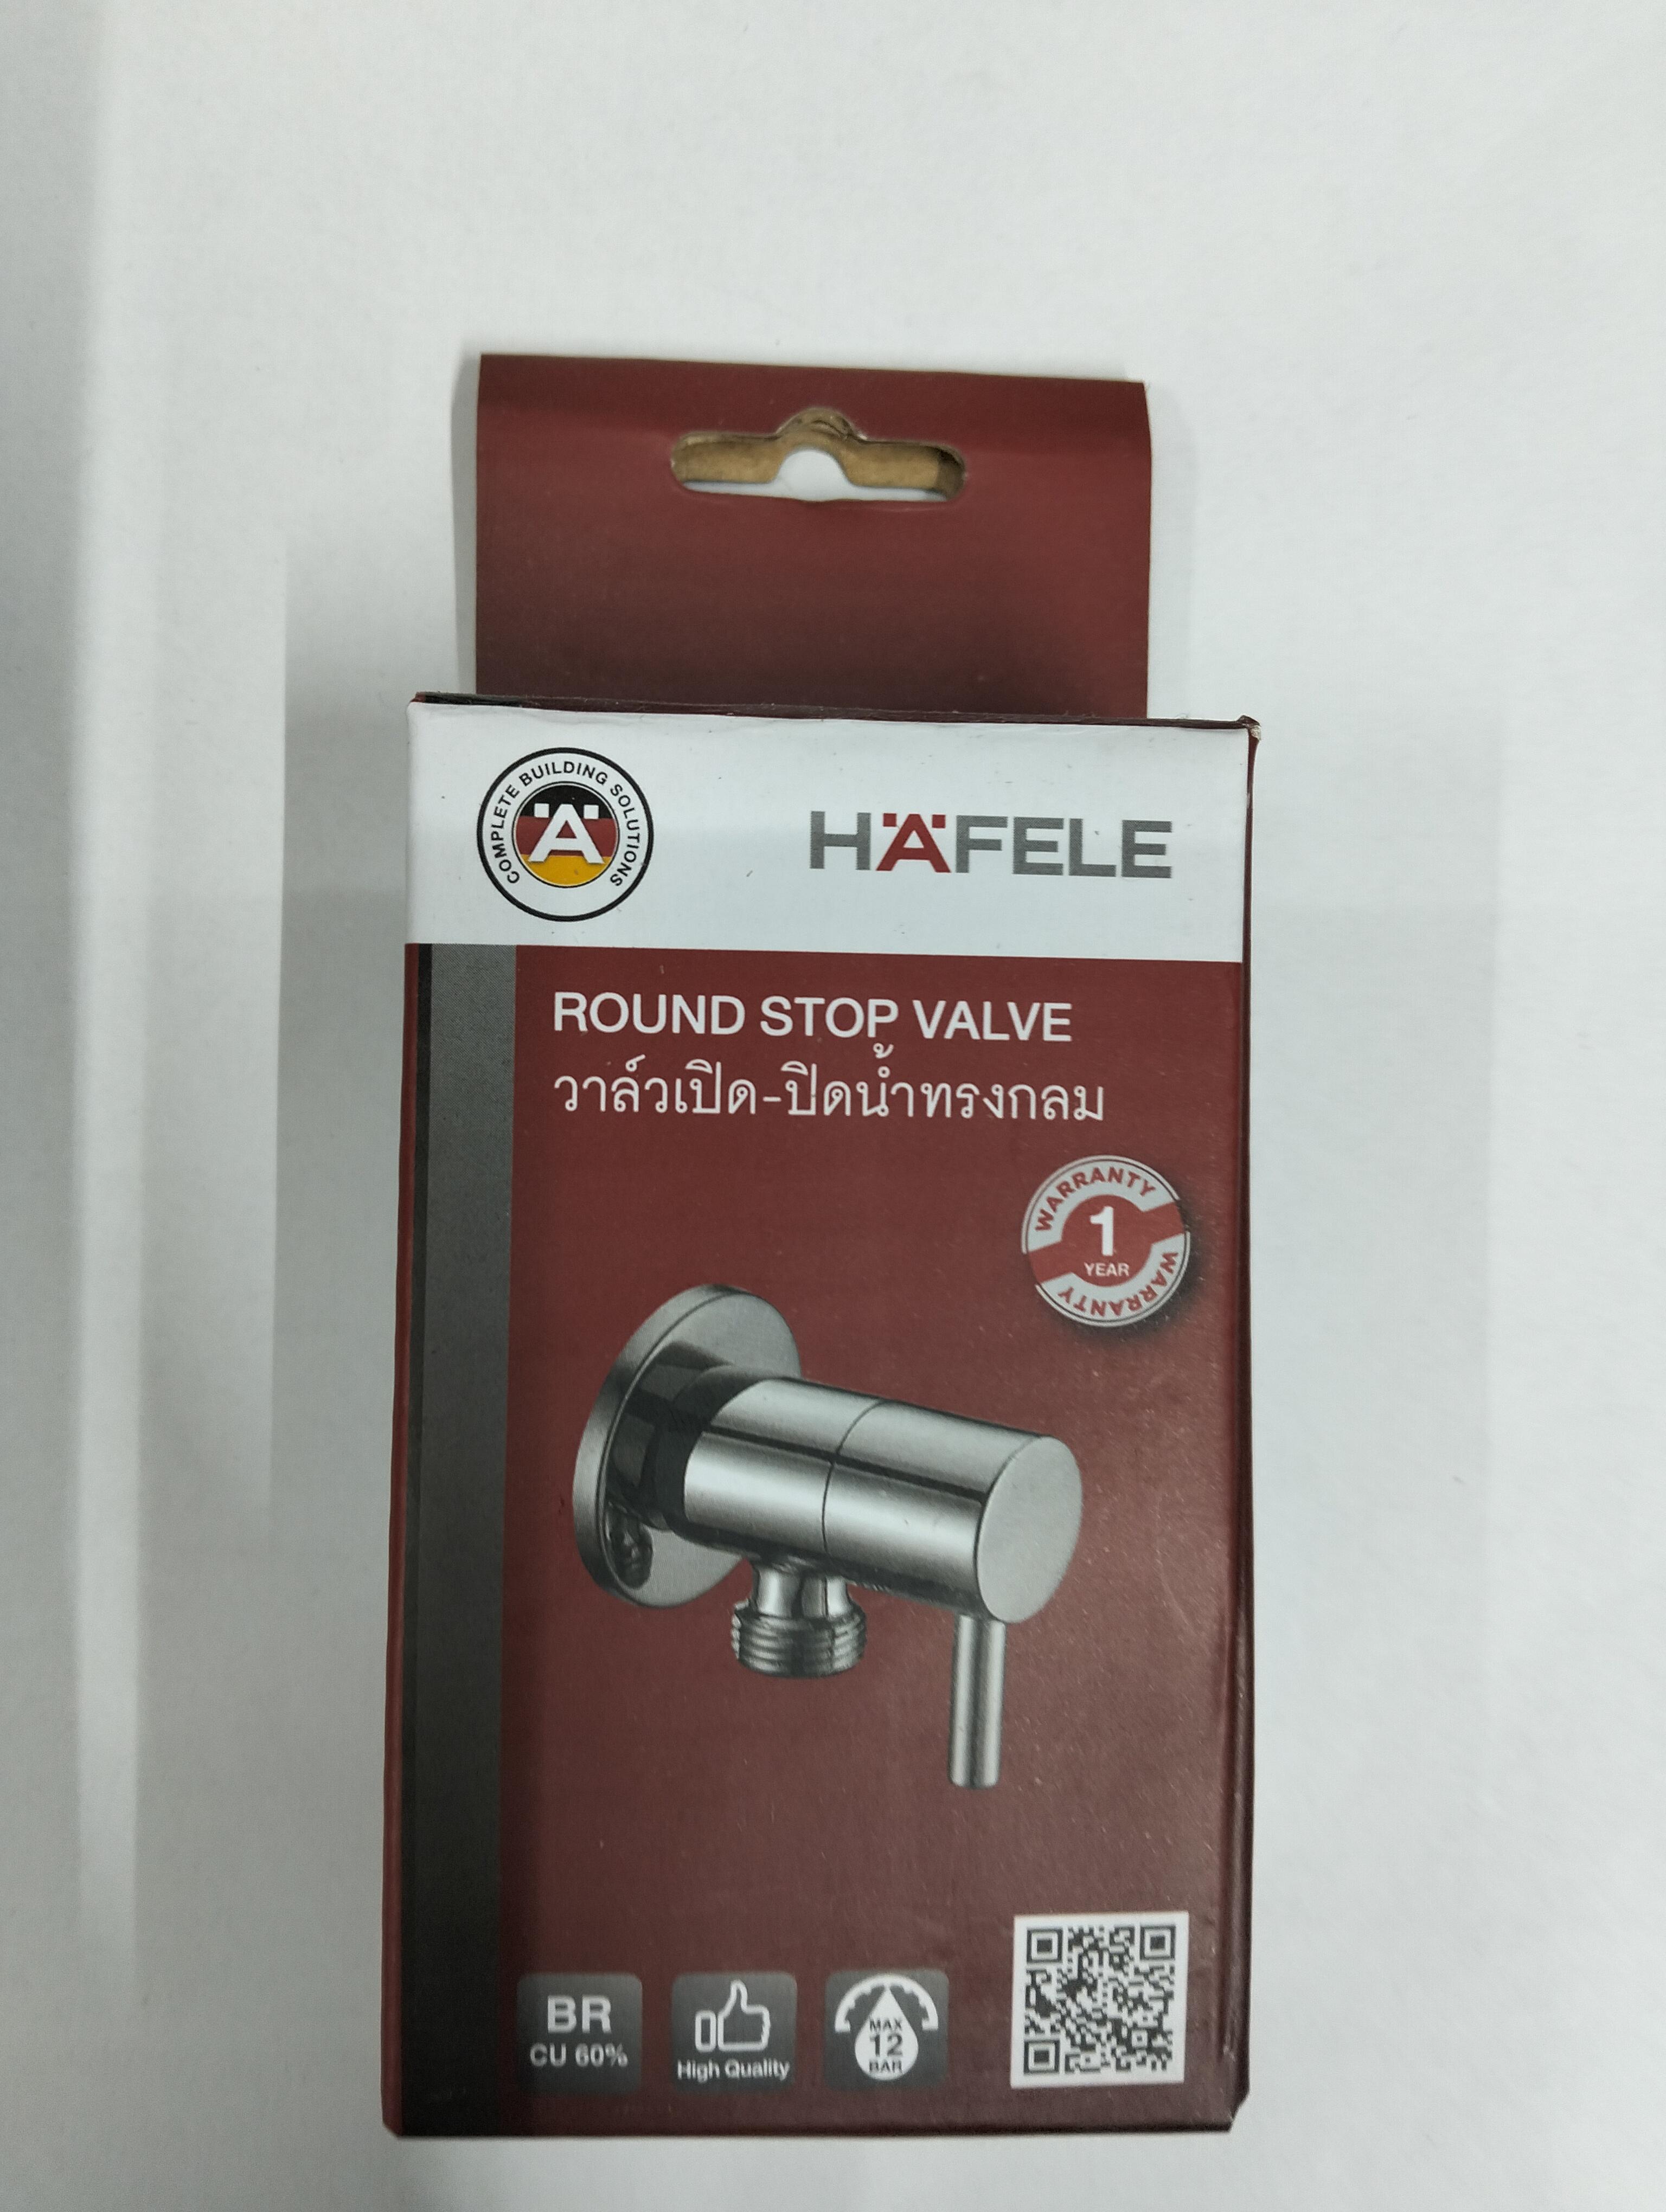 COMPLETE BUILDING SOLUTIONS
Ä
HÄFELE
ROUND STOP VALVE
วาล์วเปิด-ปิดน้ำทรงกลม
WARRANTY
1
YEAR
WARRANTY
BR
CU 60%
High Quality
MAX
12
BAR